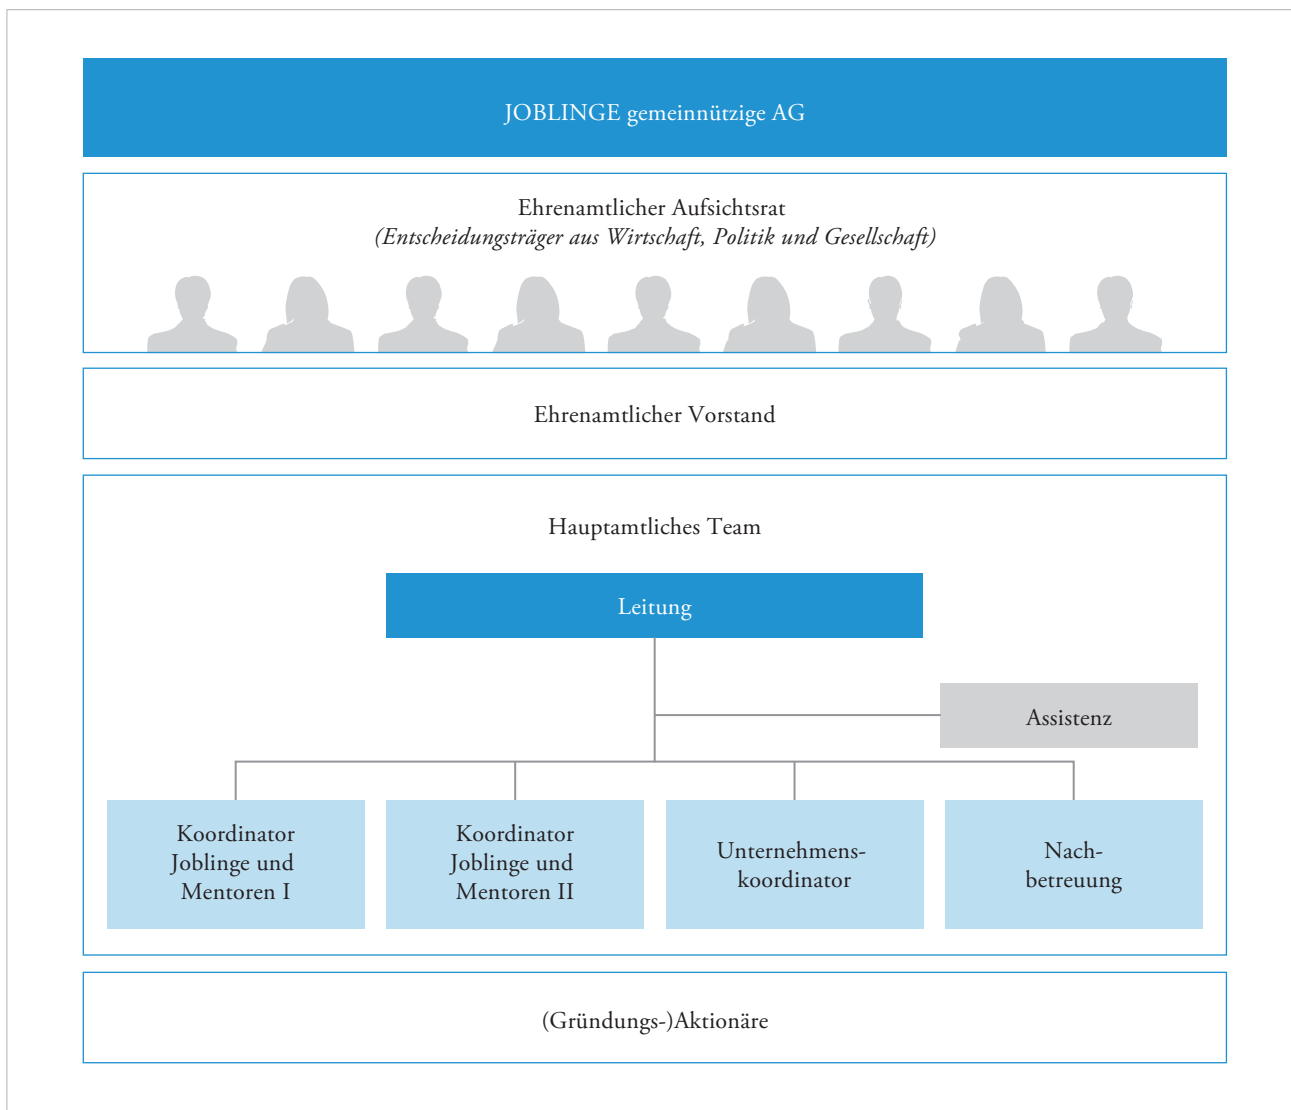 JOBLINGE gemeinnützige AG
Ehrenamtlicher Aufsichtsrat
(Entscheidungsträger aus Wirtschaft, Politik und Gesellschaft)
Ehrenamtlicher Vorstand
Hauptamtliches Team
Leitung
Assistenz
Koordinator
Joblinge und
Mentoren I
Koordinator
Joblinge und
Mentoren II
Unternehmens-
koordinator
Nach-
betreuung
(Gründungs-)Aktionäre